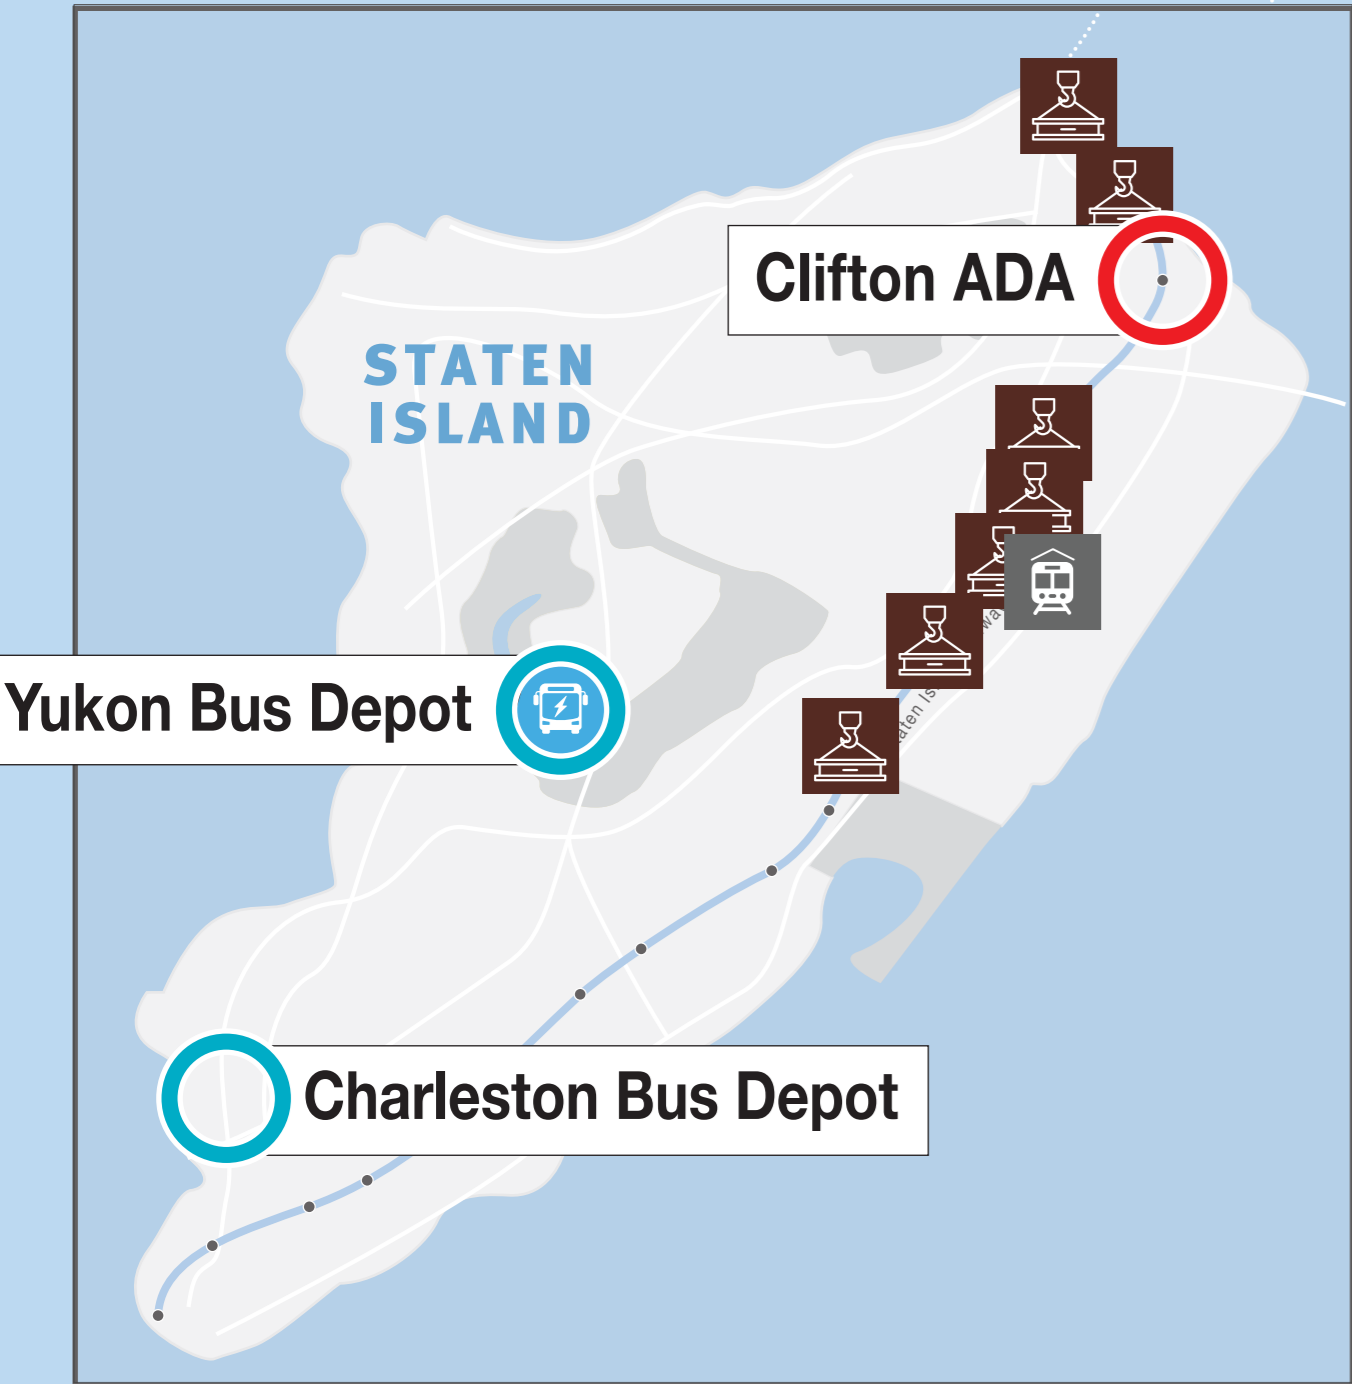 Clifton ADA
STATEN
ISLAND
Yukon Bus Depot
Charleston Bus Depot